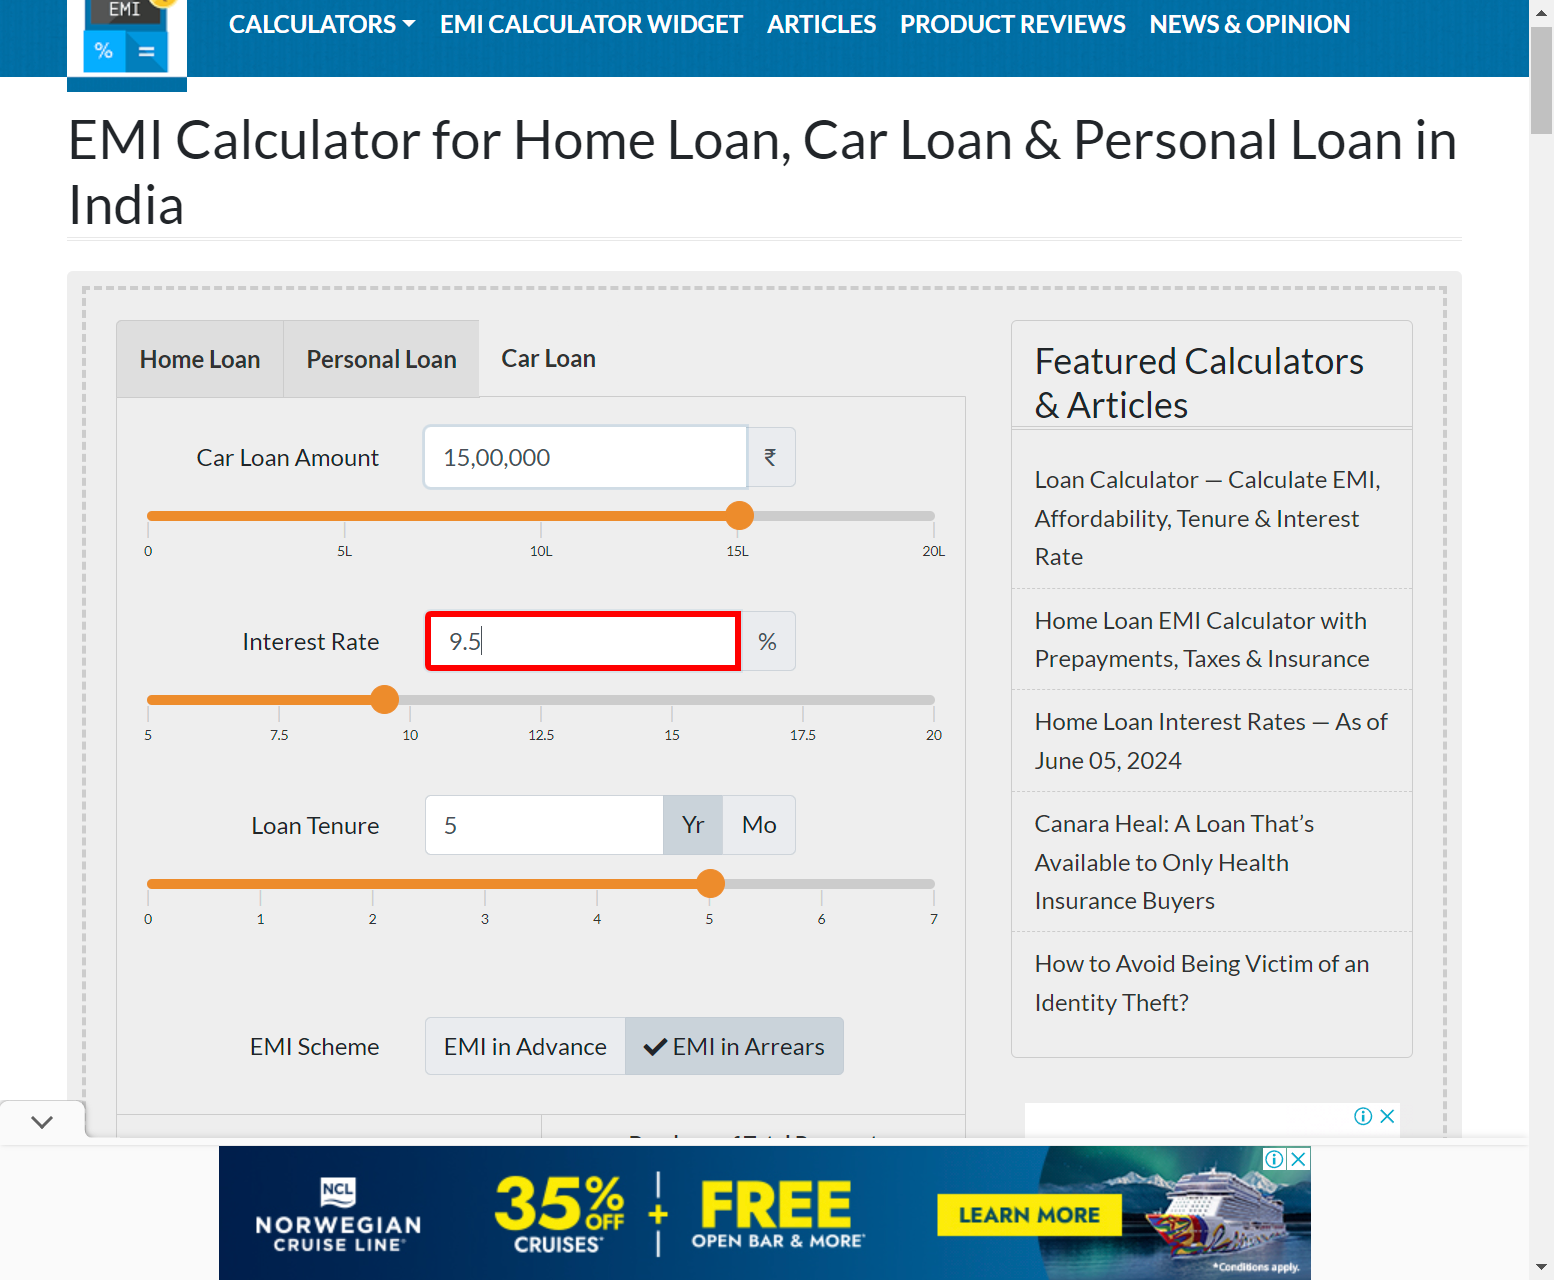 EMI
% =
CALCULATORS EMI CALCULATOR WIDGET ARTICLES PRODUCT REVIEWS NEWS & OPINION
EMI Calculator for Home Loan, Car Loan & Personal Loan in
India
Home Loan Personal Loan Car Loan
Car Loan Amount 15,00,000 ₹
0 5L 10L 15L 20L
Interest Rate 9.5 %
5 7.5 10 12.5 15 17.5 20
Loan Tenure 5 Yr Mo
0 1 2 3 4 5 6 7
EMI Scheme EMI in Advance EMI in Arrears
Featured Calculators
& Articles
Loan Calculator — Calculate EMI,
Affordability, Tenure & Interest
Rate
Home Loan EMI Calculator with
Prepayments, Taxes & Insurance
Home Loan Interest Rates — As of
June 05, 2024
Canara Heal: A Loan That’s
Available to Only Health
Insurance Buyers
How to Avoid Being Victim of an
Identity Theft?
NCL
NORWEGIAN
CRUISE LINE
35% OFF
CRUISES*
+
FREE
OPEN BAR & MORE*
LEARN MORE
*Conditions apply.